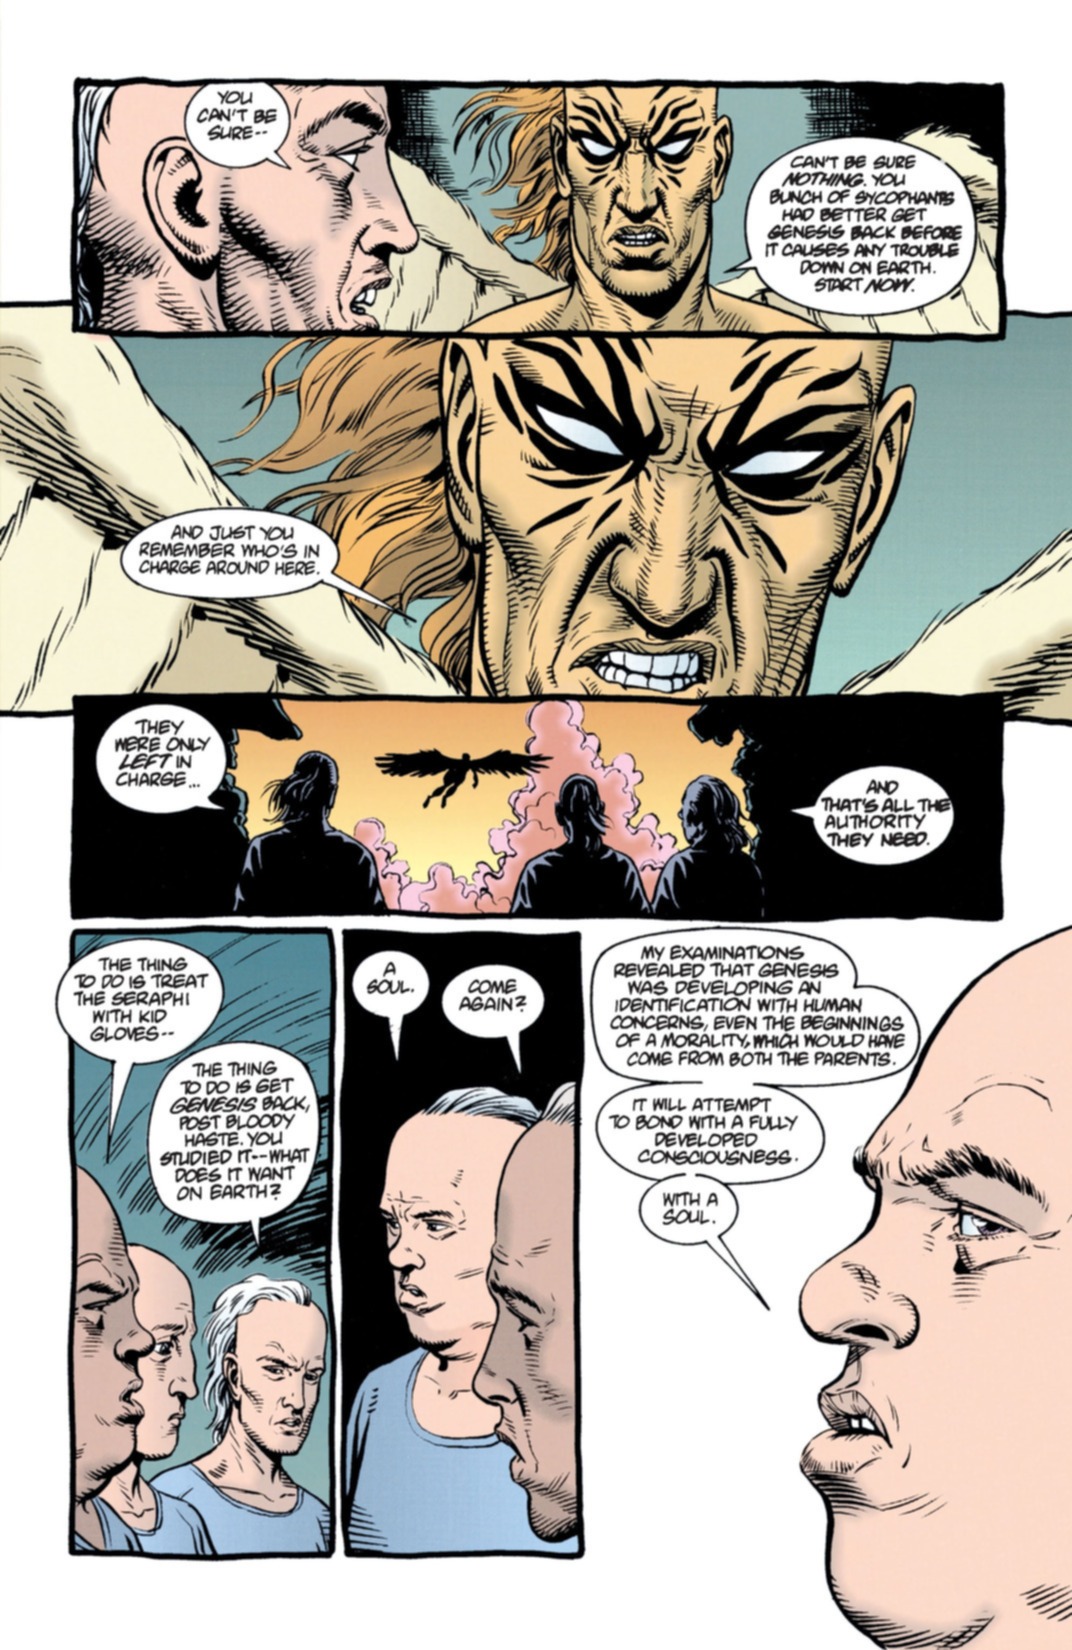 YOU
CAN'T BE
SURE--
CAN'T BE SURE
NOTHING. YOU
BUNCH OF SYCOPHANTS
HAD BETTER GET
GENESIS BACK BEFORE
IT CAUSES ANY TROUBLE
DOWN ON EARTH.
START NOW.
AND JUST YOU
REMEMBER WHO'S IN
CHARGE AROUND HERE.
THEY
WERE ONLY
LEFT IN
CHARGE...
AND
THAT'S ALL THE
AUTHORITY
THEY NEED.
THE THING
TO DO IS TREAT
THE SERAPHI
WITH KID
GLOVES--
THE THING
TO DO IS GET
GENESIS BACK,
POST BLOODY
HASTE. YOU
STUDIED IT--WHAT
DOES IT WANT
ON EARTH?
A
SOUL.
COME
AGAIN?
MY EXAMINATIONS
REVEALED THAT GENESIS
WAS DEVELOPING AN
IDENTIFICATION WITH HUMAN
CONCERNS, EVEN THE BEGINNINGS
OF A MORALITY, WHICH WOULD HAVE
COME FROM BOTH THE PARENTS.
IT WILL ATTEMPT
TO BOND WITH A FULLY
DEVELOPED
CONSCIOUSNESS.
WITH A
SOUL.